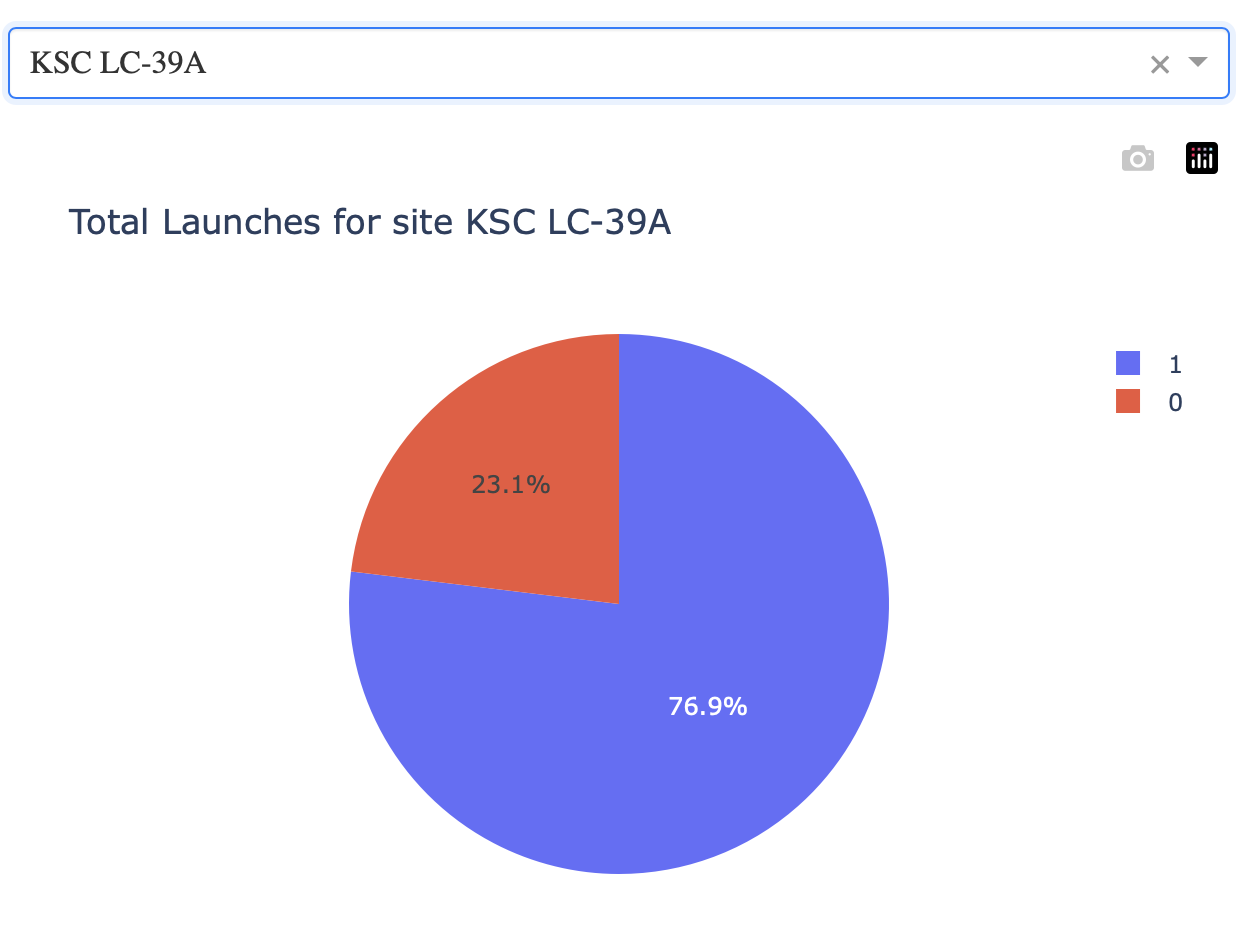 KSC LC-39A
Total Launches for site KSC LC-39A
1
0
23.1%
76.9%